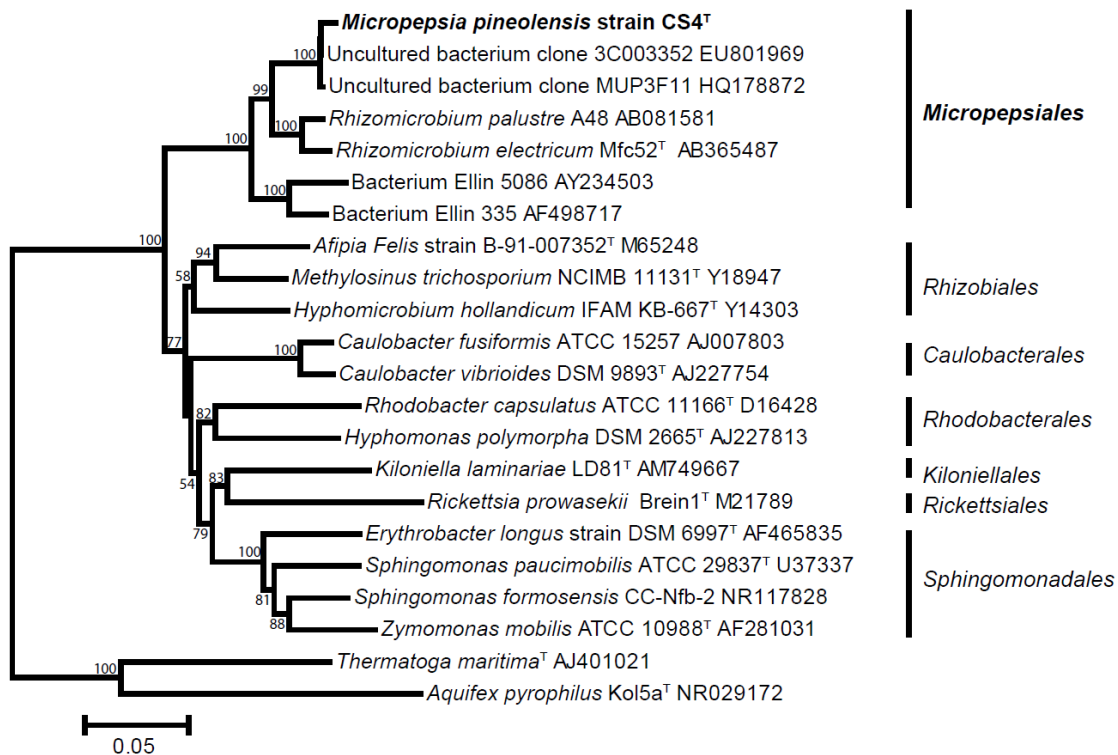 Micropepsia pineolensis strain CS4ᵀ
100
Uncultured bacterium clone 3C003352 EU801969
Uncultured bacterium clone MUP3F11 HQ178872
99
Rhizomicrobium palustre A48 AB081581
Micropepsiales
100
100
Rhizomicrobium electricum Mfc52ᵀ AB365487
Bacterium Ellin 5086 AY234503
100
Bacterium Ellin 335 AF498717
100
Afipia Felis strain B-91-007352ᵀ M65248
94
58
Methylosinus trichosporium NCIMB 11131ᵀ Y18947
Rhizobiales
Hyphomicrobium hollandicum IFAM KB-667ᵀ Y14303
77
Caulobacter fusiformis ATCC 15257 AJ007803
100
Caulobacterales
Caulobacter vibrioides DSM 9893ᵀ AJ227754
Rhodobacter capsulatus ATCC 11166ᵀ D16428
82
Rhodobacterales
Hyphomonas polymorpha DSM 2665ᵀ AJ227813
Kiloniella laminariae LD81ᵀ AM749667
Kiloniellales
54
83
Rickettsia prowasekii Brein1ᵀ M21789
Rickettsiales
79
Erythrobacter longus strain DSM 6997ᵀ AF465835
100
Sphingomonas paucimobilis ATCC 29837ᵀ U37337
Sphingomonadales
81
Sphingomonas formosensis CC-Nfb-2 NR117828
88
Zymomonas mobilis ATCC 10988ᵀ AF281031
Thermatoga maritimaᵀ AJ401021
100
Aquifex pyrophilus Kol5aᵀ NR029172
0.05